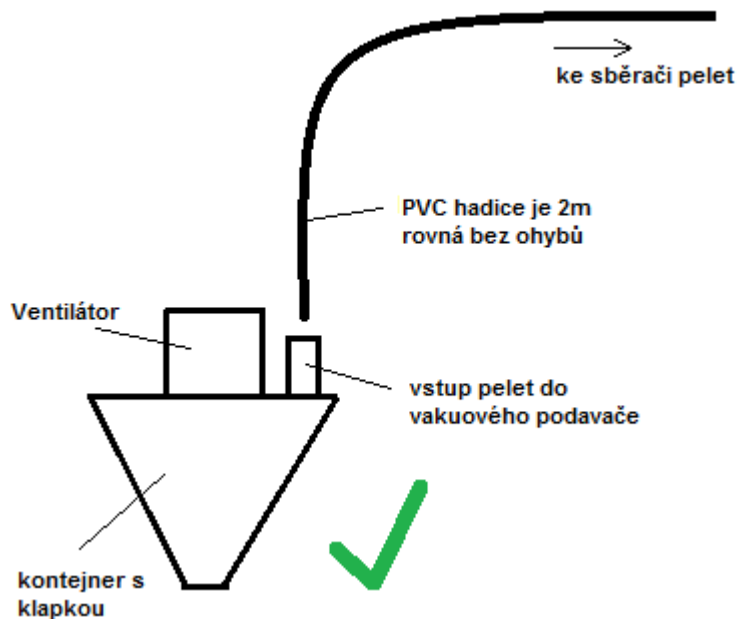 ke sběrači pelet
PVC hadice je 2m
rovná bez ohybů
Ventilátor
vstup pelet do
vakuového podavače
kontejner s
klapkou